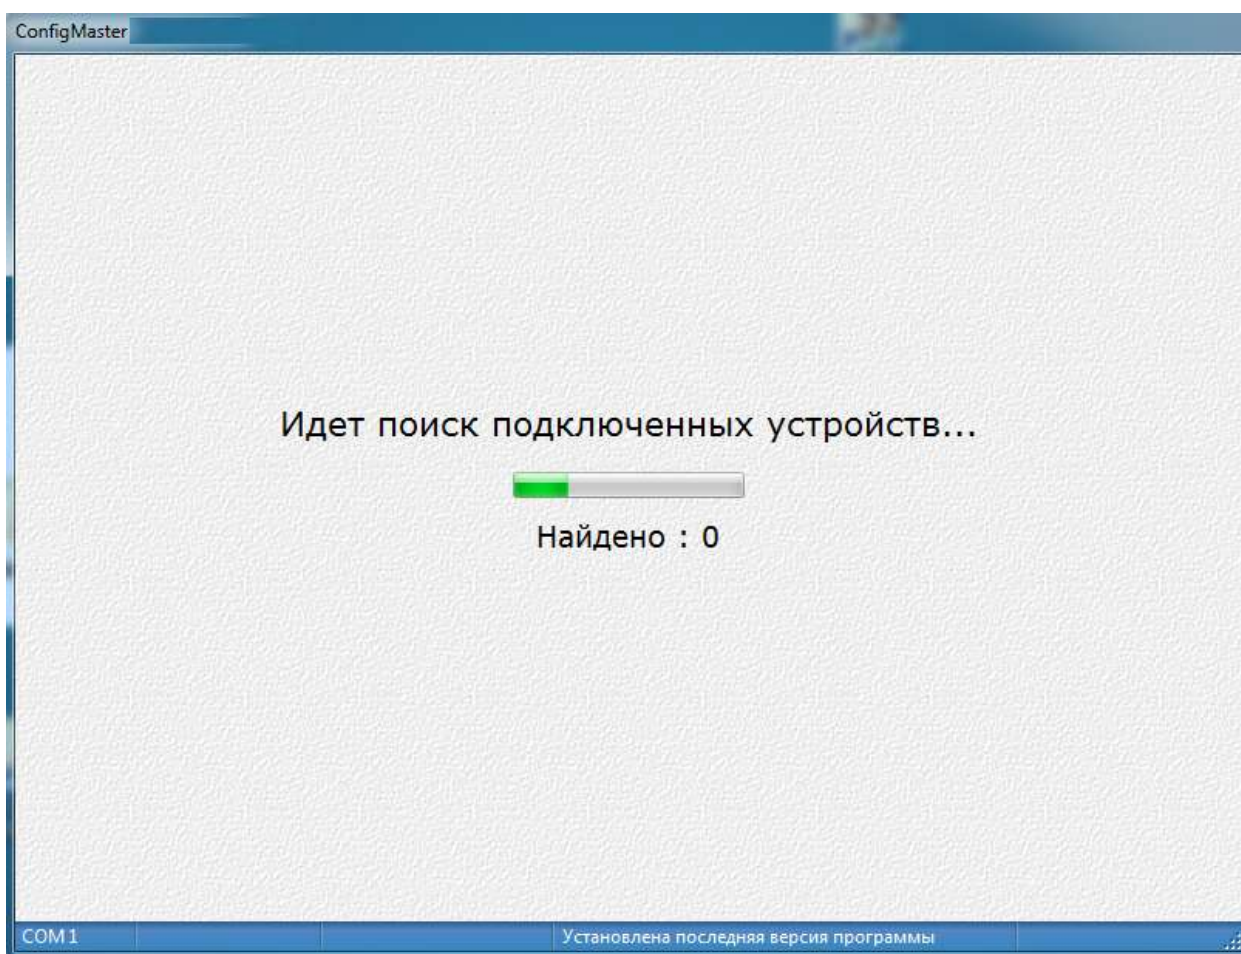 ConfigMaster
Идет поиск подключенных устройств...
Найдено : 0
COM1
Установлена последняя версия программы